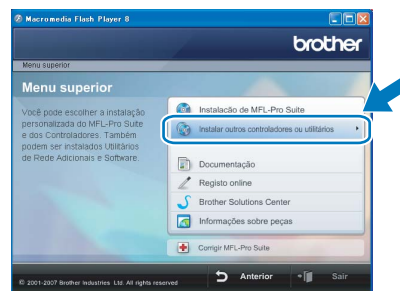 Macromedia Flash Player 8
brother
Menu superior
Menu superior
Você pode escolher a instalação
personalizada do MFL-Pro Suite
e dos Controladores. Também
podem ser instalados Utilitários
de Rede Adicionais e Software.
Instalação de MFL-Pro Suite
Instalar outros controladores ou utilitários
Documentação
Registo online
Brother Solutions Center
Informações sobre peças
Corrigir MFL-Pro Suite
© 2001-2007 Brother Industries Ltd. All rights reserved
Anterior
Sair